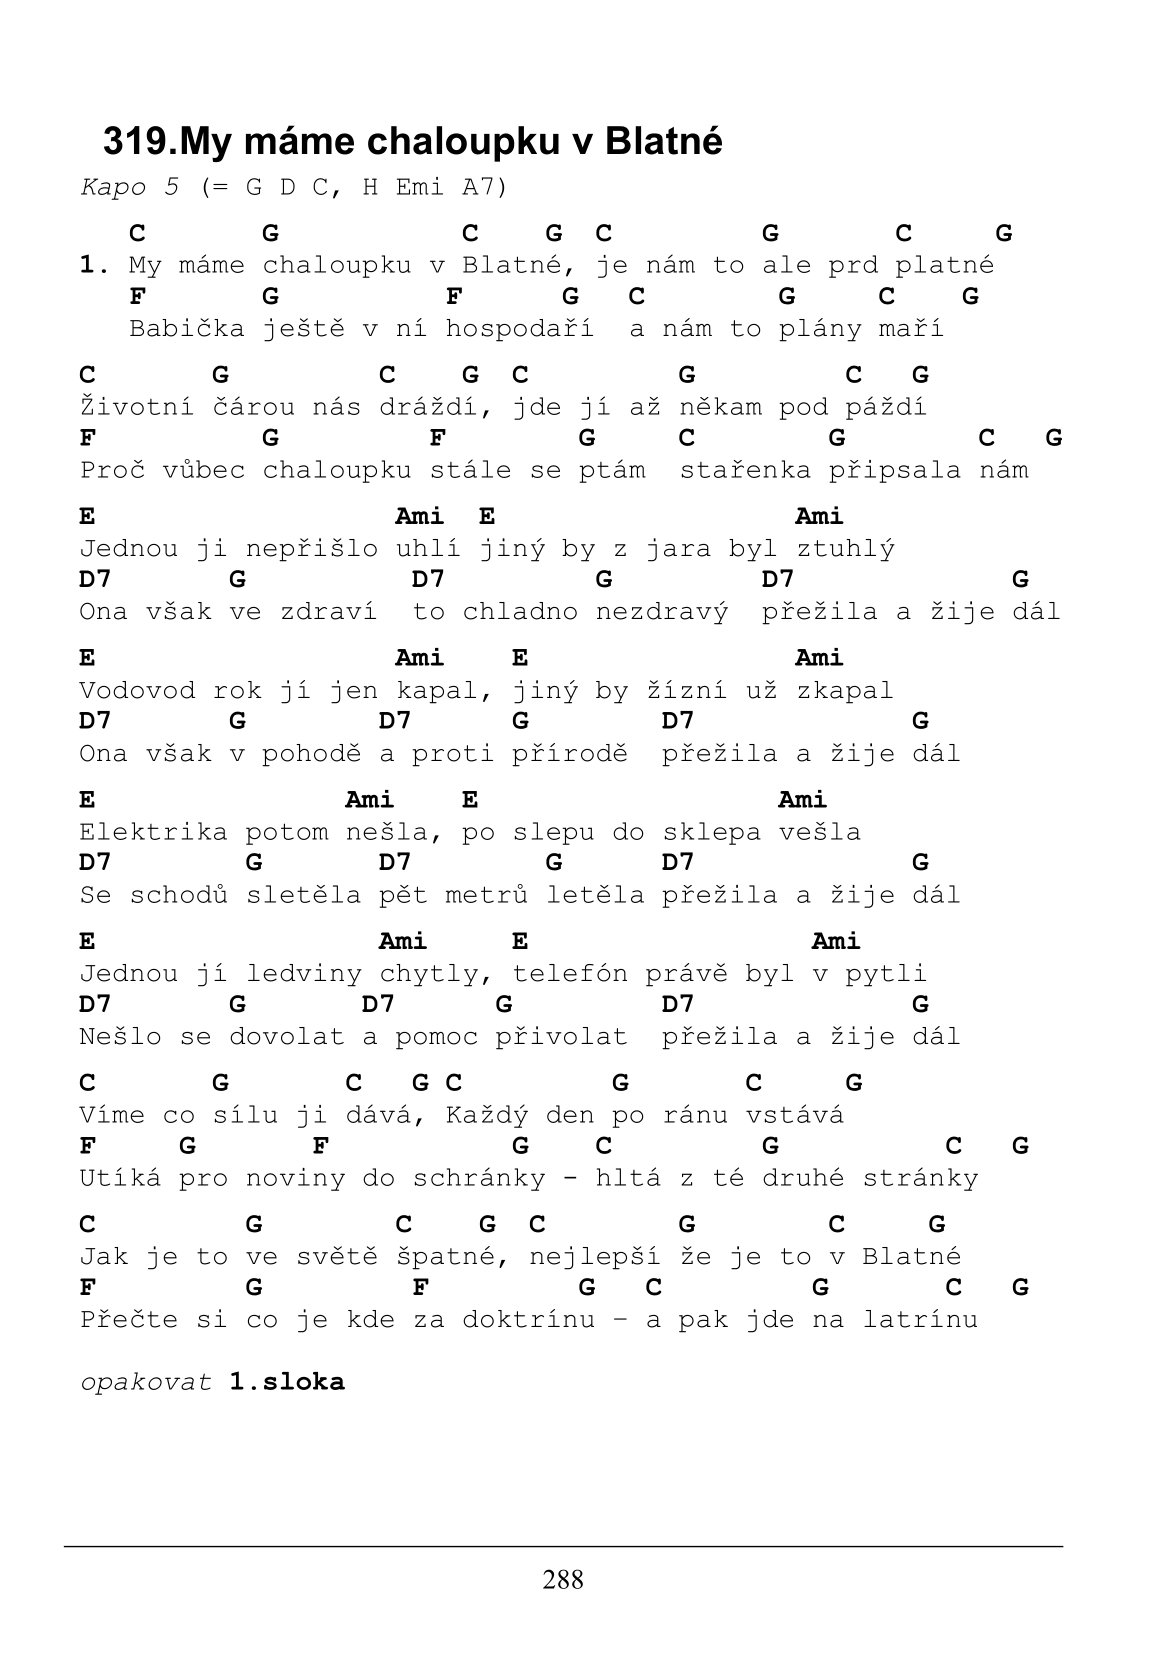 319.My máme chaloupku v Blatné
Kapo 5 (= G D C, H Emi A7)
C G C G C G C G
1. My máme chaloupku v Blatné, je nám to ale prd platné
F G F G C G C G
Babička ještě v ní hospodaří a nám to plány maří
C G C G C G C G
Životní čárou nás dráždí, jde jí až někam pod páždí
F G F G C G C G
Proč vůbec chaloupku stále se ptám stařenka připsala nám
E Ami E Ami
Jednou ji nepřišlo uhlí jiný by z jara byl ztuhlý
D7 G D7 G D7 G
Ona však ve zdraví to chladno nezdravý přežila a žije dál
E Ami E Ami
Vodovod rok jí jen kapal, jiný by žízní už zkapal
D7 G D7 G D7 G
Ona však v pohodě a proti přírodě přežila a žije dál
E Ami E Ami
Elektrika potom nešla, po slepu do sklepa vešla
D7 G D7 G D7 G
Se schodů sletěla pět metrů letěla přežila a žije dál
E Ami E Ami
Jednou jí ledviny chytly, telefón právě byl v pytli
D7 G D7 G D7 G
Nešlo se dovolat a pomoc přivolat přežila a žije dál
C G C G C G C G
Víme co sílu ji dává, Každý den po ránu vstává
F G F G C G C G
Utíká pro noviny do schránky - hltá z té druhé stránky
C G C G C G C G
Jak je to ve světě špatné, nejlepší že je to v Blatné
F G F G C G C G
Přečte si co je kde za doktrínu – a pak jde na latrínu
opakovat 1.sloka
288